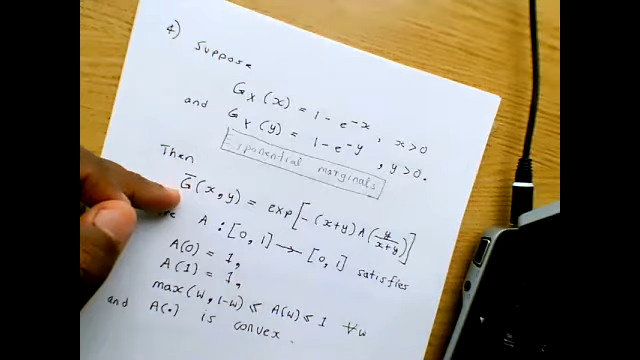 4) Suppose
G_X(x) = 1 - e^{-x}, x>0
and G_Y(y) = 1 - e^{-y}, y>0.
Exponential marginals
Then
Ḡ(x,y) = exp[-(x+y)A(y/(x+y))]
A : [0,1] → [0,1] satisfies
A(0) = 1,
A(1) = 1,
max(w, 1-w) ≤ A(w) ≤ 1 ∀w
and A(·) is convex.